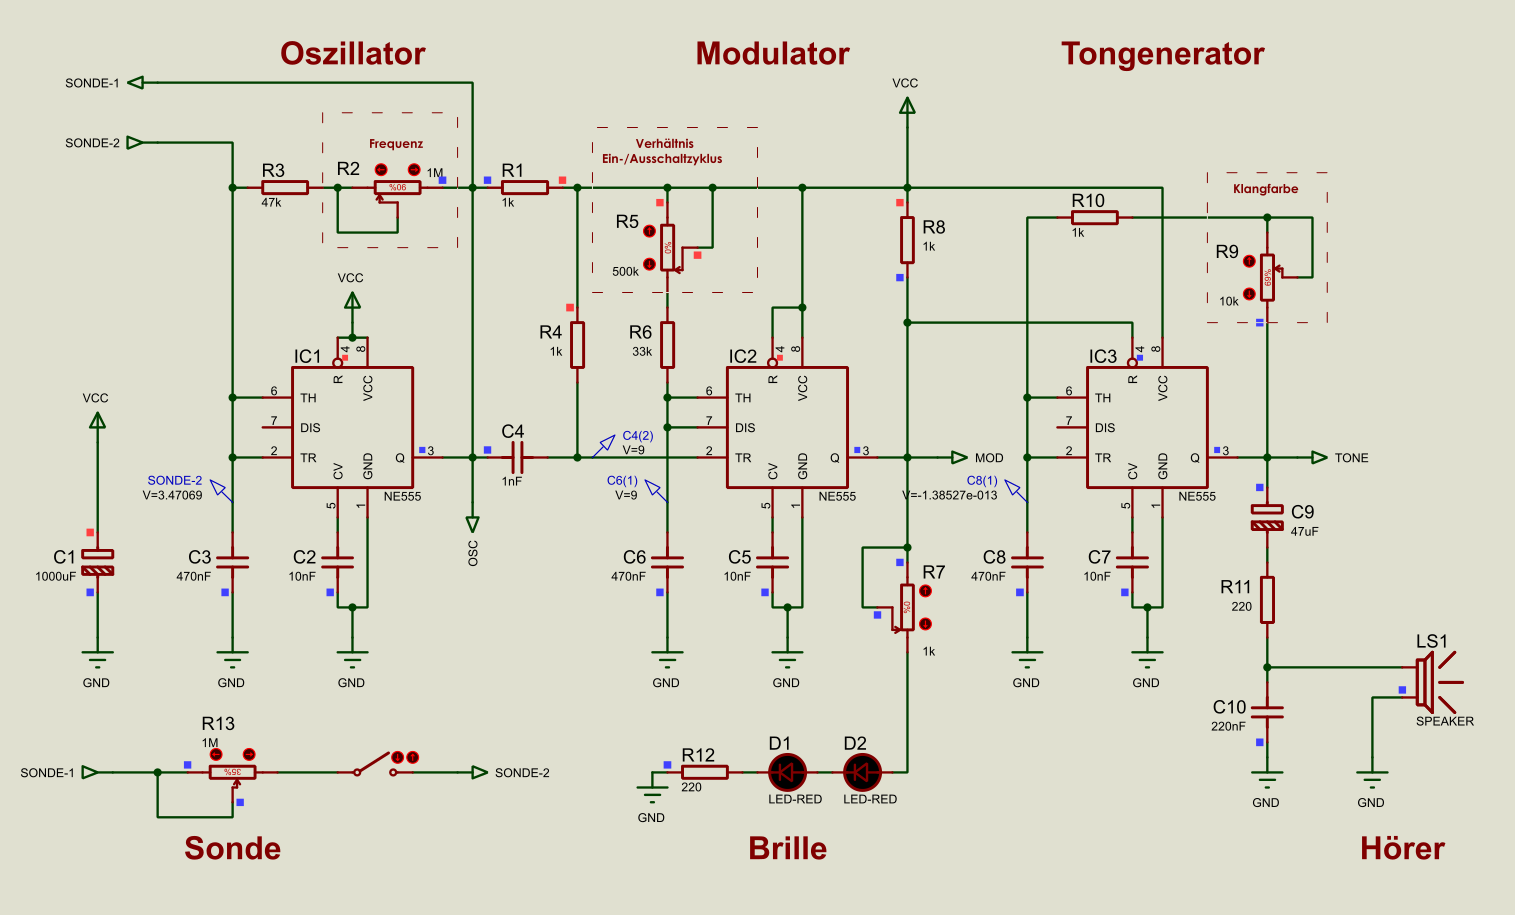 Oszillator
Modulator
Tongenerator
SONDE-1
VCC
SONDE-2
Frequenz
Verhältnis
Ein-/Ausschaltzyklus
R3
47k
R2
%06
1M
R1
1k
R5
0%
500k
R8
1k
R10
1k
Klangfarbe
R9
69%
10k
VCC
R4
1k
R6
33k
IC1
4
8
R
VCC
6
TH
7
DIS
2
TR
Q
3
CV
GND
5
1
NE555
IC2
4
8
R
VCC
6
TH
7
DIS
2
TR
Q
3
CV
GND
5
1
NE555
IC3
4
8
R
VCC
6
TH
7
DIS
2
TR
Q
3
CV
GND
5
1
NE555
VCC
C4
1nF
C4(2)
V=9
MOD
TONE
SONDE-2
V=3.47069
C6(1)
V=9
C8(1)
V=-1.38527e-013
OSC
C1
1000uF
C3
470nF
C2
10nF
C6
470nF
C5
10nF
R7
0%
1k
C8
470nF
C7
10nF
C9
47uF
R11
220
GND
GND
GND
GND
GND
GND
GND
LS1
SPEAKER
C10
220nF
R13
1M
35%
SONDE-1
SONDE-2
R12
220
D1
LED-RED
D2
LED-RED
GND
GND
GND
Sonde
Brille
Hörer